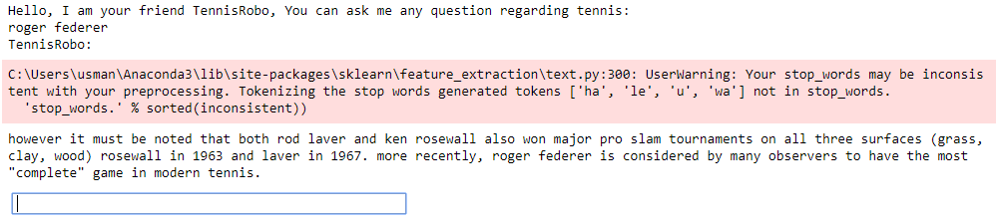 Hello, I am your friend TennisRobo, You can ask me any question regarding tennis:
roger federer
TennisRobo:
C:\Users\usman\Anaconda3\lib\site-packages\sklearn\feature_extraction\text.py:300: UserWarning: Your stop_words may be inconsis
tent with your preprocessing. Tokenizing the stop words generated tokens ['ha', 'le', 'u', 'wa'] not in stop_words.
  'stop_words.' % sorted(inconsistent))
however it must be noted that both rod laver and ken rosewall also won major pro slam tournaments on all three surfaces (grass,
clay, wood) rosewall in 1963 and laver in 1967. more recently, roger federer is considered by many observers to have the most
"complete" game in modern tennis.